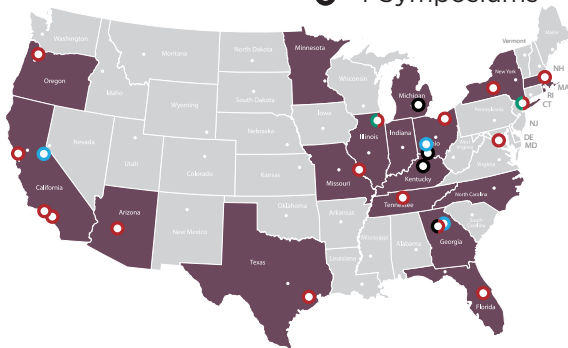 4 Symposiums
Washington
Montana
North Dakota
Minnesota
Vermont
Maine
Oregon
Idaho
South Dakota
Wisconsin
Michigan
New York
NH
MA
Wyoming
Iowa
Pennsylvania
RI
CT
Nevada
Utah
Colorado
Nebraska
Illinois
Indiana
NJ
DE
MD
California
Kansas
Missouri
Kentucky
Virginia
Arizona
New Mexico
Oklahoma
Arkansas
Tennessee
North Carolina
Texas
Louisiana
Mississippi
Alabama
Georgia
South
Carolina
Florida